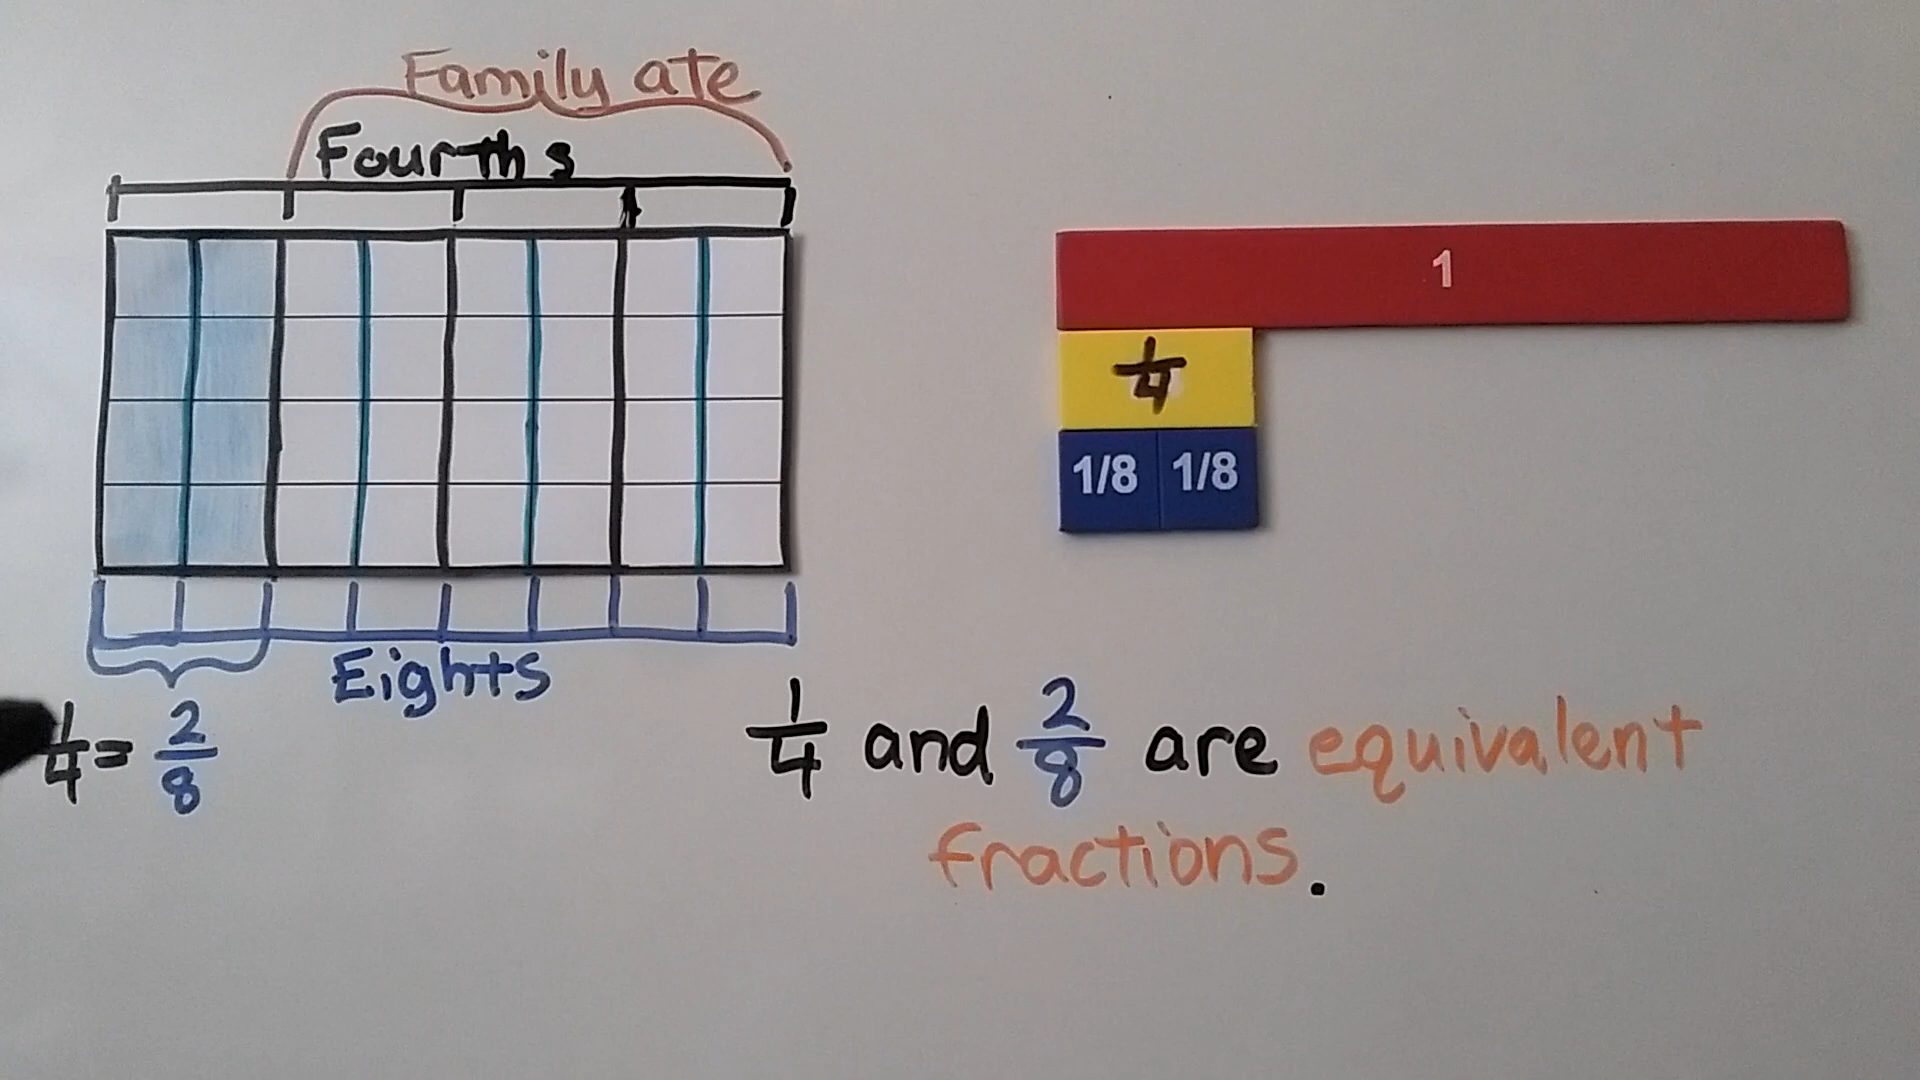 Family ate
Fourths
1
1/4
1/8 1/8
Eights
1/4 = 2/8
1/4 and 2/8 are equivalent
fractions.